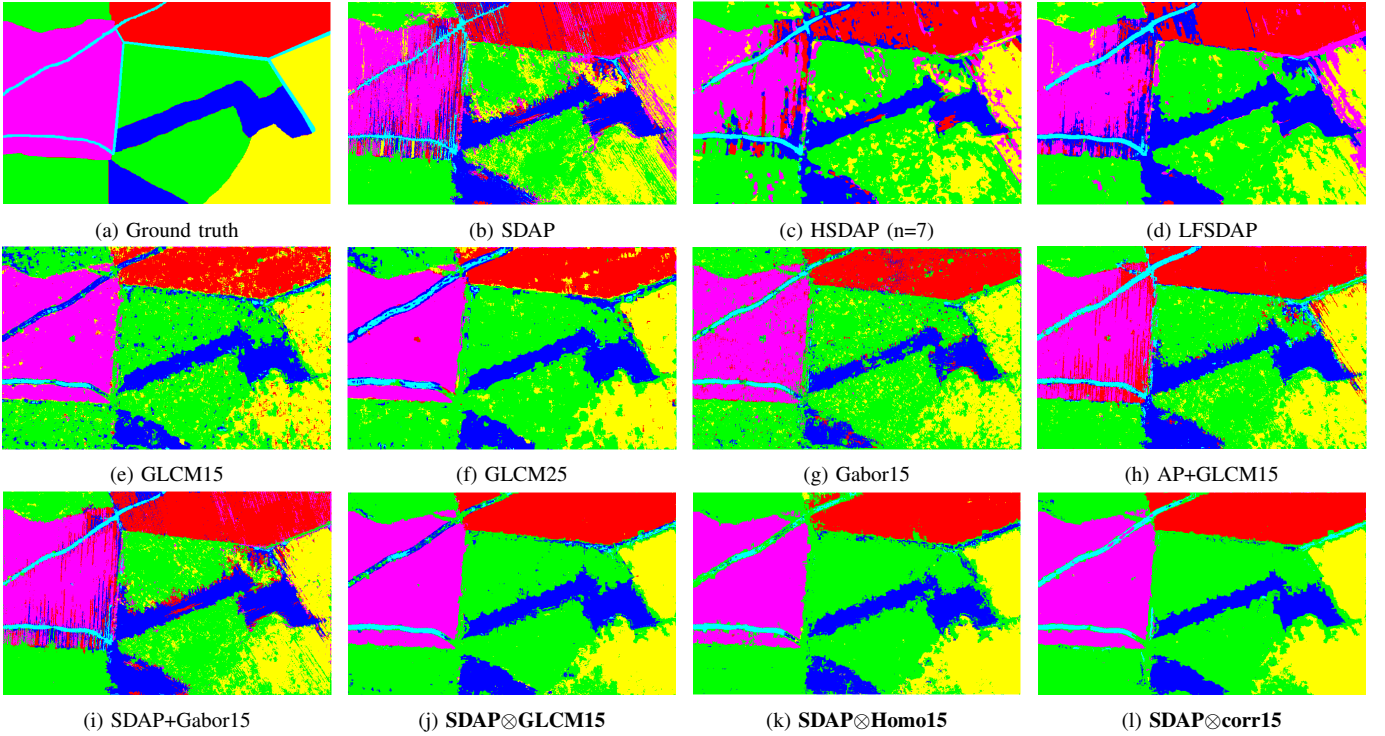 (a) Ground truth
(b) SDAP
(c) HSDAP (n=7)
(d) LFSDAP
(e) GLCM15
(f) GLCM25
(g) Gabor15
(h) AP+GLCM15
(i) SDAP+Gabor15
(j) SDAP⊗GLCM15
(k) SDAP⊗Homo15
(l) SDAP⊗corr15